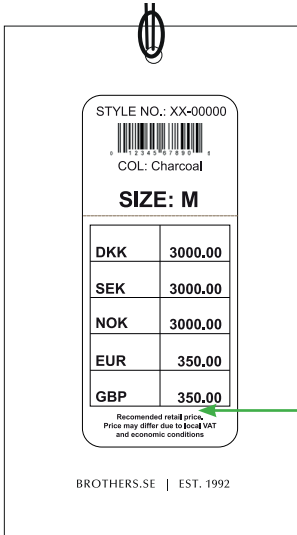 STYLE NO.: XX-00000
0 12345 67890 6
COL: Charcoal
SIZE: M
DKK 3000.00
SEK 3000.00
NOK 3000.00
EUR 350.00
GBP 350.00
Recomended retail price.
Price may differ due to local VAT
and economic conditions
BROTHERS.SE | EST. 1992